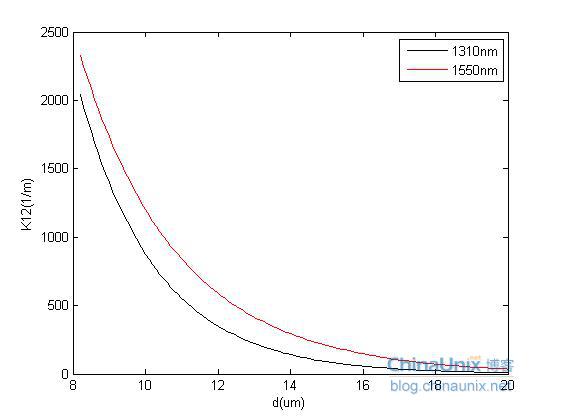 2500
2000
1500
1000
500
0
K12(1/m)
1310nm
1550nm
8 10 12 14 16 18 20
d(um)
ChinaUnix.net 博客
blog.chinaunix.net